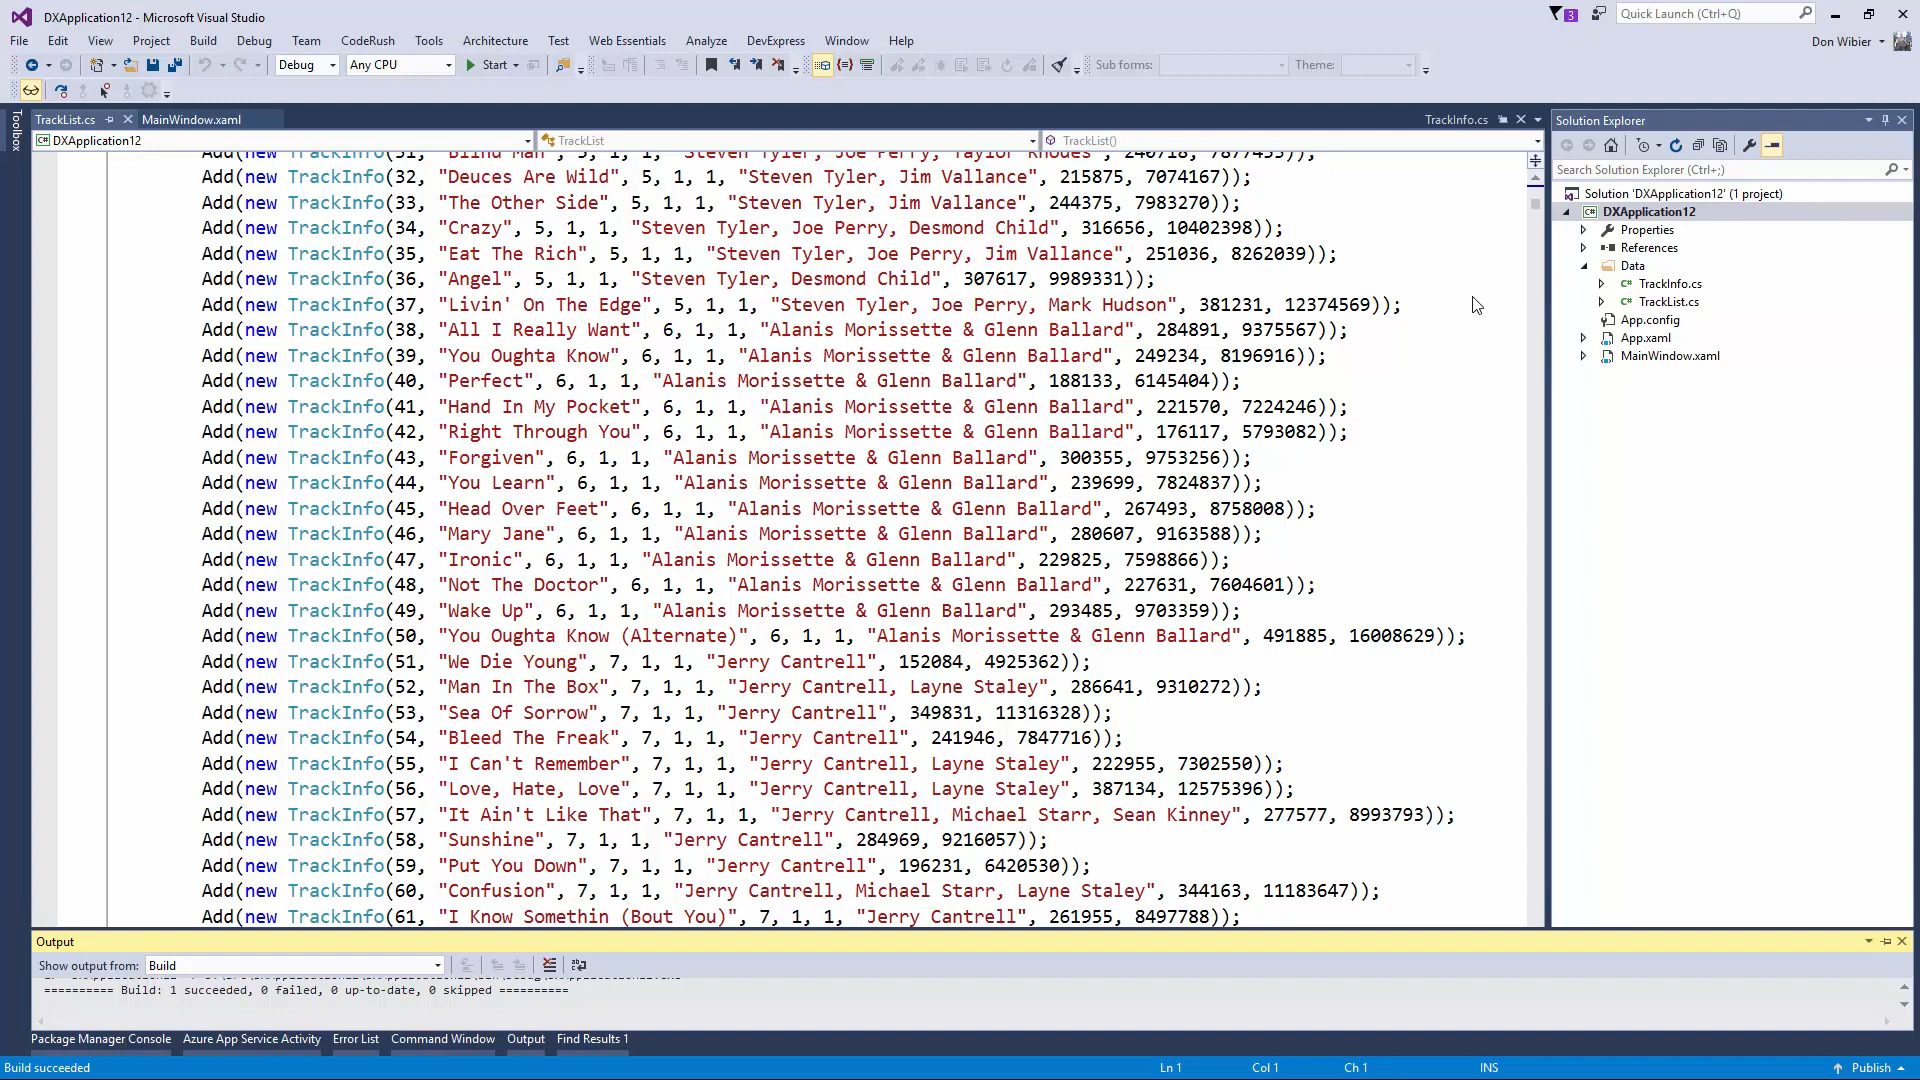 DXApplication12 - Microsoft Visual Studio
3
Quick Launch (Ctrl+Q)
File Edit View Project Build Debug Team CodeRush Tools Architecture Test Web Essentials Analyze DevExpress Window Help
Don Wibier
Debug Any CPU Start Sub forms: Theme:
Toolbox
TrackList.cs MainWindow.xaml TrackInfo.cs
DXApplication12 TrackList TrackList()
Add(new TrackInfo(31, "Blind Man", 5, 1, 1, "Steven Tyler, Joe Perry, Taylor Rhodes", 240718, 7877453));
Add(new TrackInfo(32, "Deuces Are Wild", 5, 1, 1, "Steven Tyler, Jim Vallance", 215875, 7074167));
Add(new TrackInfo(33, "The Other Side", 5, 1, 1, "Steven Tyler, Jim Vallance", 244375, 7983270));
Add(new TrackInfo(34, "Crazy", 5, 1, 1, "Steven Tyler, Joe Perry, Desmond Child", 316656, 10402398));
Add(new TrackInfo(35, "Eat The Rich", 5, 1, 1, "Steven Tyler, Joe Perry, Jim Vallance", 251036, 8262039));
Add(new TrackInfo(36, "Angel", 5, 1, 1, "Steven Tyler, Desmond Child", 307617, 9989331));
Add(new TrackInfo(37, "Livin' On The Edge", 5, 1, 1, "Steven Tyler, Joe Perry, Mark Hudson", 381231, 12374569));
Add(new TrackInfo(38, "All I Really Want", 6, 1, 1, "Alanis Morissette & Glenn Ballard", 284891, 9375567));
Add(new TrackInfo(39, "You Oughta Know", 6, 1, 1, "Alanis Morissette & Glenn Ballard", 249234, 8196916));
Add(new TrackInfo(40, "Perfect", 6, 1, 1, "Alanis Morissette & Glenn Ballard", 188133, 6145404));
Add(new TrackInfo(41, "Hand In My Pocket", 6, 1, 1, "Alanis Morissette & Glenn Ballard", 221570, 7224246));
Add(new TrackInfo(42, "Right Through You", 6, 1, 1, "Alanis Morissette & Glenn Ballard", 176117, 5793082));
Add(new TrackInfo(43, "Forgiven", 6, 1, 1, "Alanis Morissette & Glenn Ballard", 300355, 9753256));
Add(new TrackInfo(44, "You Learn", 6, 1, 1, "Alanis Morissette & Glenn Ballard", 239699, 7824837));
Add(new TrackInfo(45, "Head Over Feet", 6, 1, 1, "Alanis Morissette & Glenn Ballard", 267493, 8758008));
Add(new TrackInfo(46, "Mary Jane", 6, 1, 1, "Alanis Morissette & Glenn Ballard", 280607, 9163588));
Add(new TrackInfo(47, "Ironic", 6, 1, 1, "Alanis Morissette & Glenn Ballard", 229825, 7598866));
Add(new TrackInfo(48, "Not The Doctor", 6, 1, 1, "Alanis Morissette & Glenn Ballard", 227631, 7604601));
Add(new TrackInfo(49, "Wake Up", 6, 1, 1, "Alanis Morissette & Glenn Ballard", 293485, 9703359));
Add(new TrackInfo(50, "You Oughta Know (Alternate)", 6, 1, 1, "Alanis Morissette & Glenn Ballard", 491885, 16008629));
Add(new TrackInfo(51, "We Die Young", 7, 1, 1, "Jerry Cantrell", 152084, 4925362));
Add(new TrackInfo(52, "Man In The Box", 7, 1, 1, "Jerry Cantrell, Layne Staley", 286641, 9310272));
Add(new TrackInfo(53, "Sea Of Sorrow", 7, 1, 1, "Jerry Cantrell", 349831, 11316328));
Add(new TrackInfo(54, "Bleed The Freak", 7, 1, 1, "Jerry Cantrell", 241946, 7847716));
Add(new TrackInfo(55, "I Can't Remember", 7, 1, 1, "Jerry Cantrell, Layne Staley", 222955, 7302550));
Add(new TrackInfo(56, "Love, Hate, Love", 7, 1, 1, "Jerry Cantrell, Layne Staley", 387134, 12575396));
Add(new TrackInfo(57, "It Ain't Like That", 7, 1, 1, "Jerry Cantrell, Michael Starr, Sean Kinney", 277577, 8993793));
Add(new TrackInfo(58, "Sunshine", 7, 1, 1, "Jerry Cantrell", 284969, 9216057));
Add(new TrackInfo(59, "Put You Down", 7, 1, 1, "Jerry Cantrell", 196231, 6420530));
Add(new TrackInfo(60, "Confusion", 7, 1, 1, "Jerry Cantrell, Michael Starr, Layne Staley", 344163, 11183647));
Add(new TrackInfo(61, "I Know Somethin (Bout You)", 7, 1, 1, "Jerry Cantrell", 261955, 8497788));
Solution Explorer
Search Solution Explorer (Ctrl+;)
Solution 'DXApplication12' (1 project)
DXApplication12
Properties
References
Data
TrackInfo.cs
TrackList.cs
App.config
App.xaml
MainWindow.xaml
Output
Show output from: Build
========== Build: 1 succeeded, 0 failed, 0 up-to-date, 0 skipped ==========
Package Manager Console Azure App Service Activity Error List Command Window Output Find Results 1
Build succeeded Ln 1 Col 1 Ch 1 INS Publish